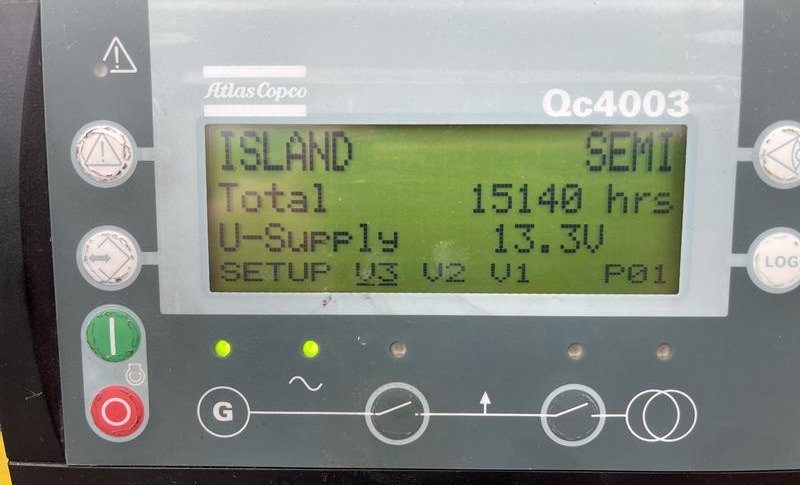 Atlas Copco
Qc4003
ISLAND SEMI
Total 15140 hrs
U-Supply 13.3V
SETUP V3 V2 V1 P01
LOG
G